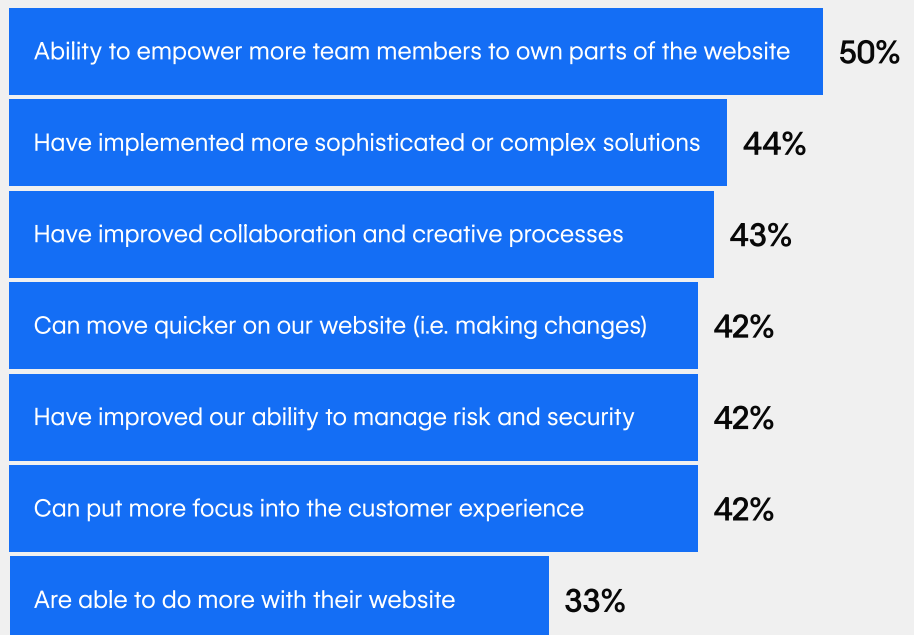 Ability to empower more team members to own parts of the website 50%
Have implemented more sophisticated or complex solutions 44%
Have improved collaboration and creative processes 43%
Can move quicker on our website (i.e. making changes) 42%
Have improved our ability to manage risk and security 42%
Can put more focus into the customer experience 42%
Are able to do more with their website 33%